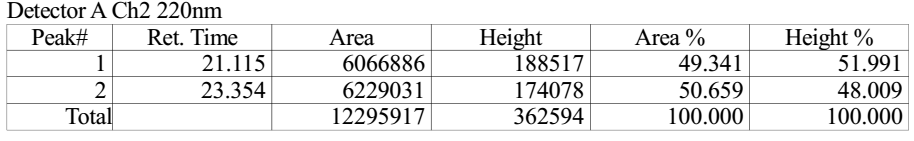 Detector A Ch2 220nm
Peak# Ret. Time Area Height Area % Height %
1 21.115 6066886 188517 49.341 51.991
2 23.354 6229031 174078 50.659 48.009
Total 12295917 362594 100.000 100.000